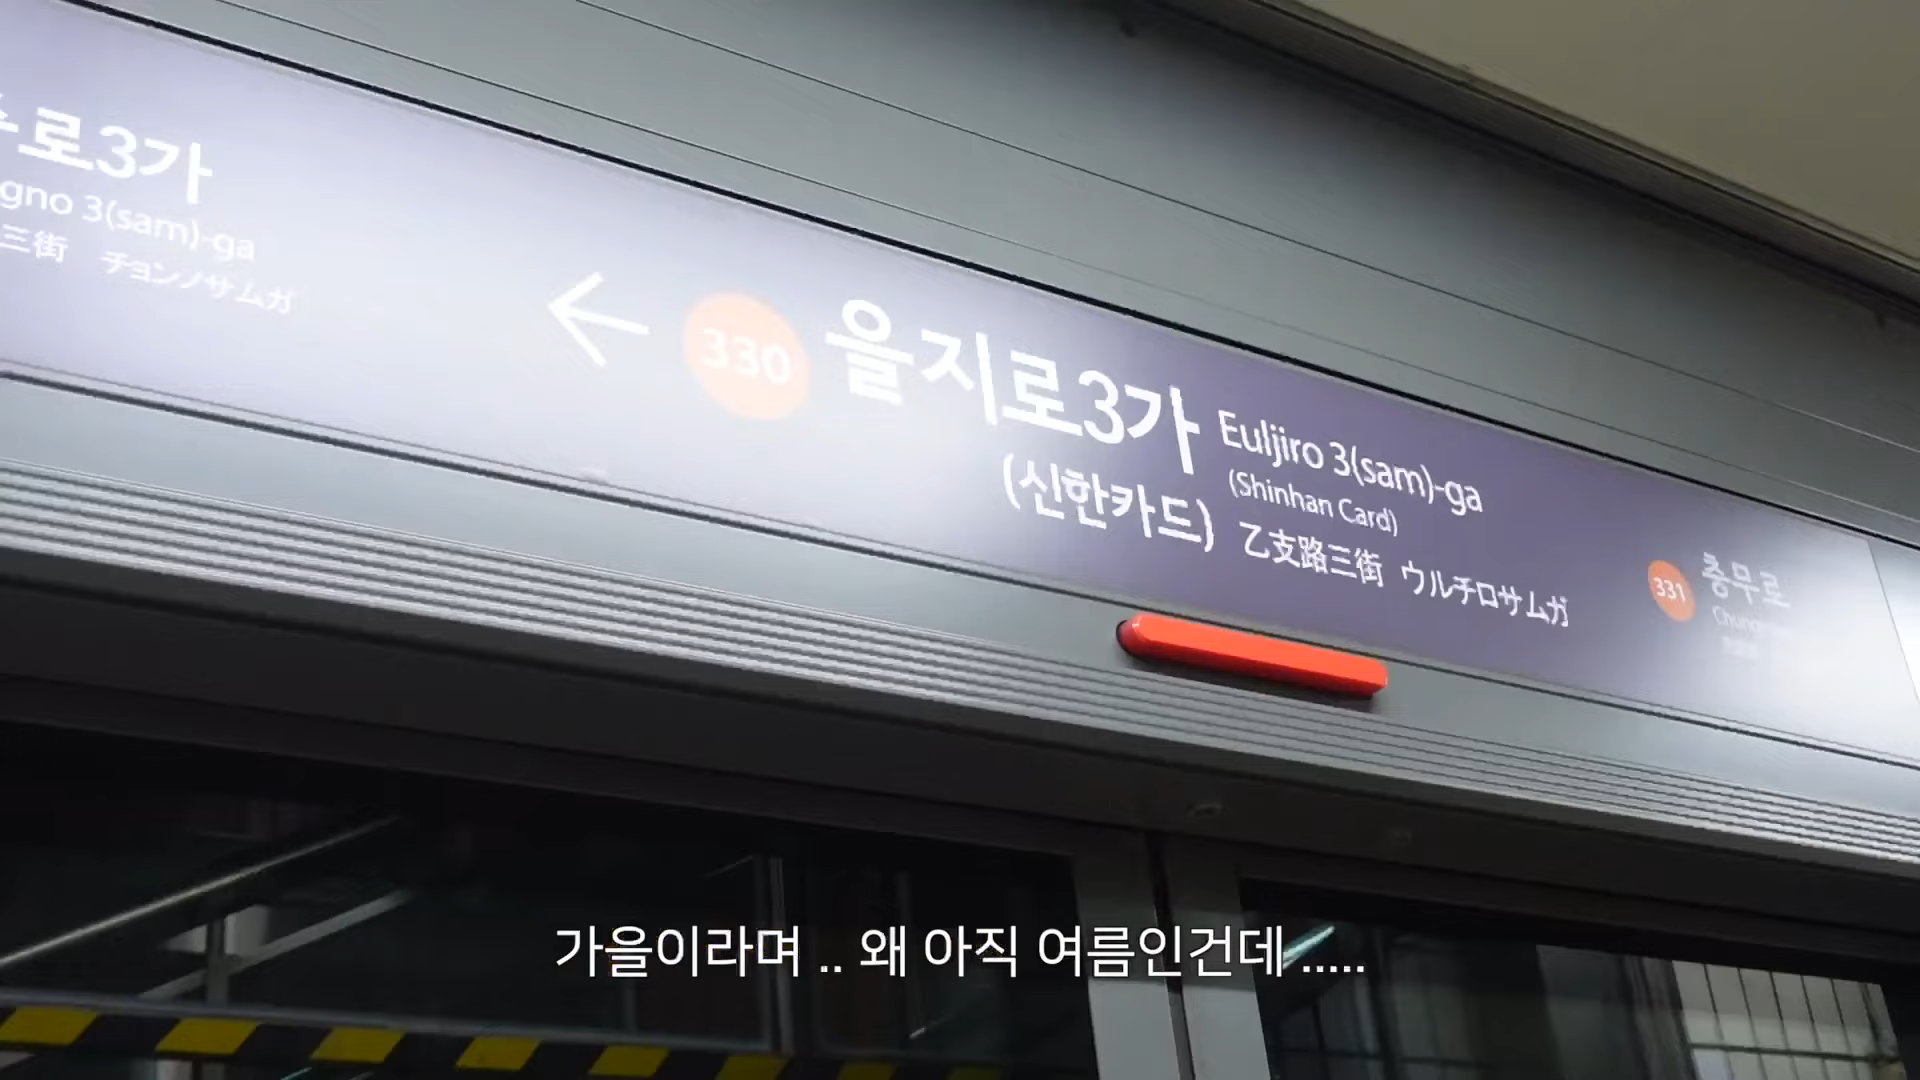 로3가
gno 3(sam)-ga
三街 チョンノサムガ
330 을지로3가
(신한카드)
Euljiro 3(sam)-ga
(Shinhan Card)
乙支路三街 ウルチロサムガ
331 충무로
가을이라며 .. 왜 아직 여름인건데 .....